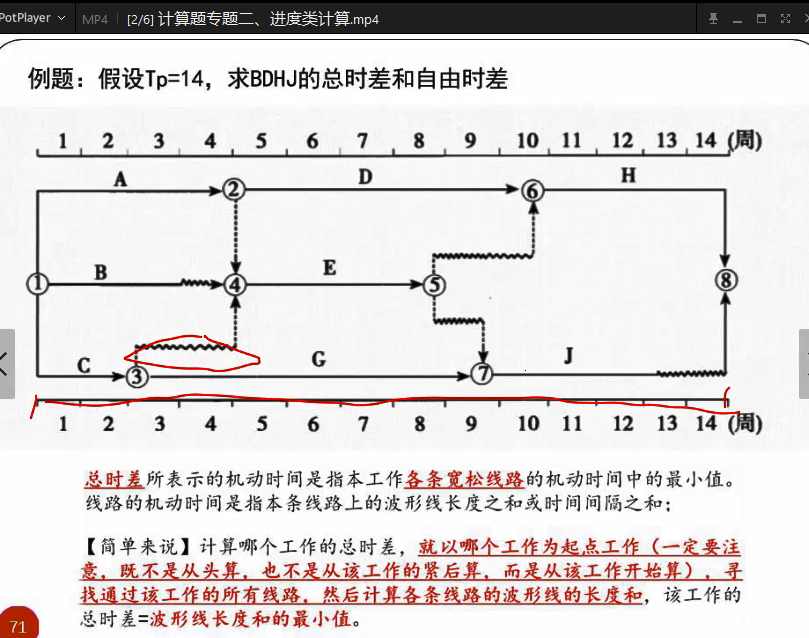 PotPlayer MP4 [2/6] 计算题专题二、进度类计算.mp4
例题：假设Tp=14，求BDHJ的总时差和自由时差
1 2 3 4 5 6 7 8 9 10 11 12 13 14 (周)
A D H
② ⑥
B E
① ④ ⑤ ⑧
C G J
③ ⑦
1 2 3 4 5 6 7 8 9 10 11 12 13 14 (周)
总时差所表示的机动时间是指本工作各条宽松线路的机动时间中的最小值。
线路的机动时间是指本条线路上的波形线长度之和或时间间隔之和；
【简单来说】计算哪个工作的总时差，就以哪个工作为起点工作（一定要注
意，既不是从头算，也不是从该工作的紧后算，而是从该工作开始算），寻
找通过该工作的所有线路，然后计算各条线路的波形线的长度和，该工作的
总时差=波形线长度和的最小值。
71